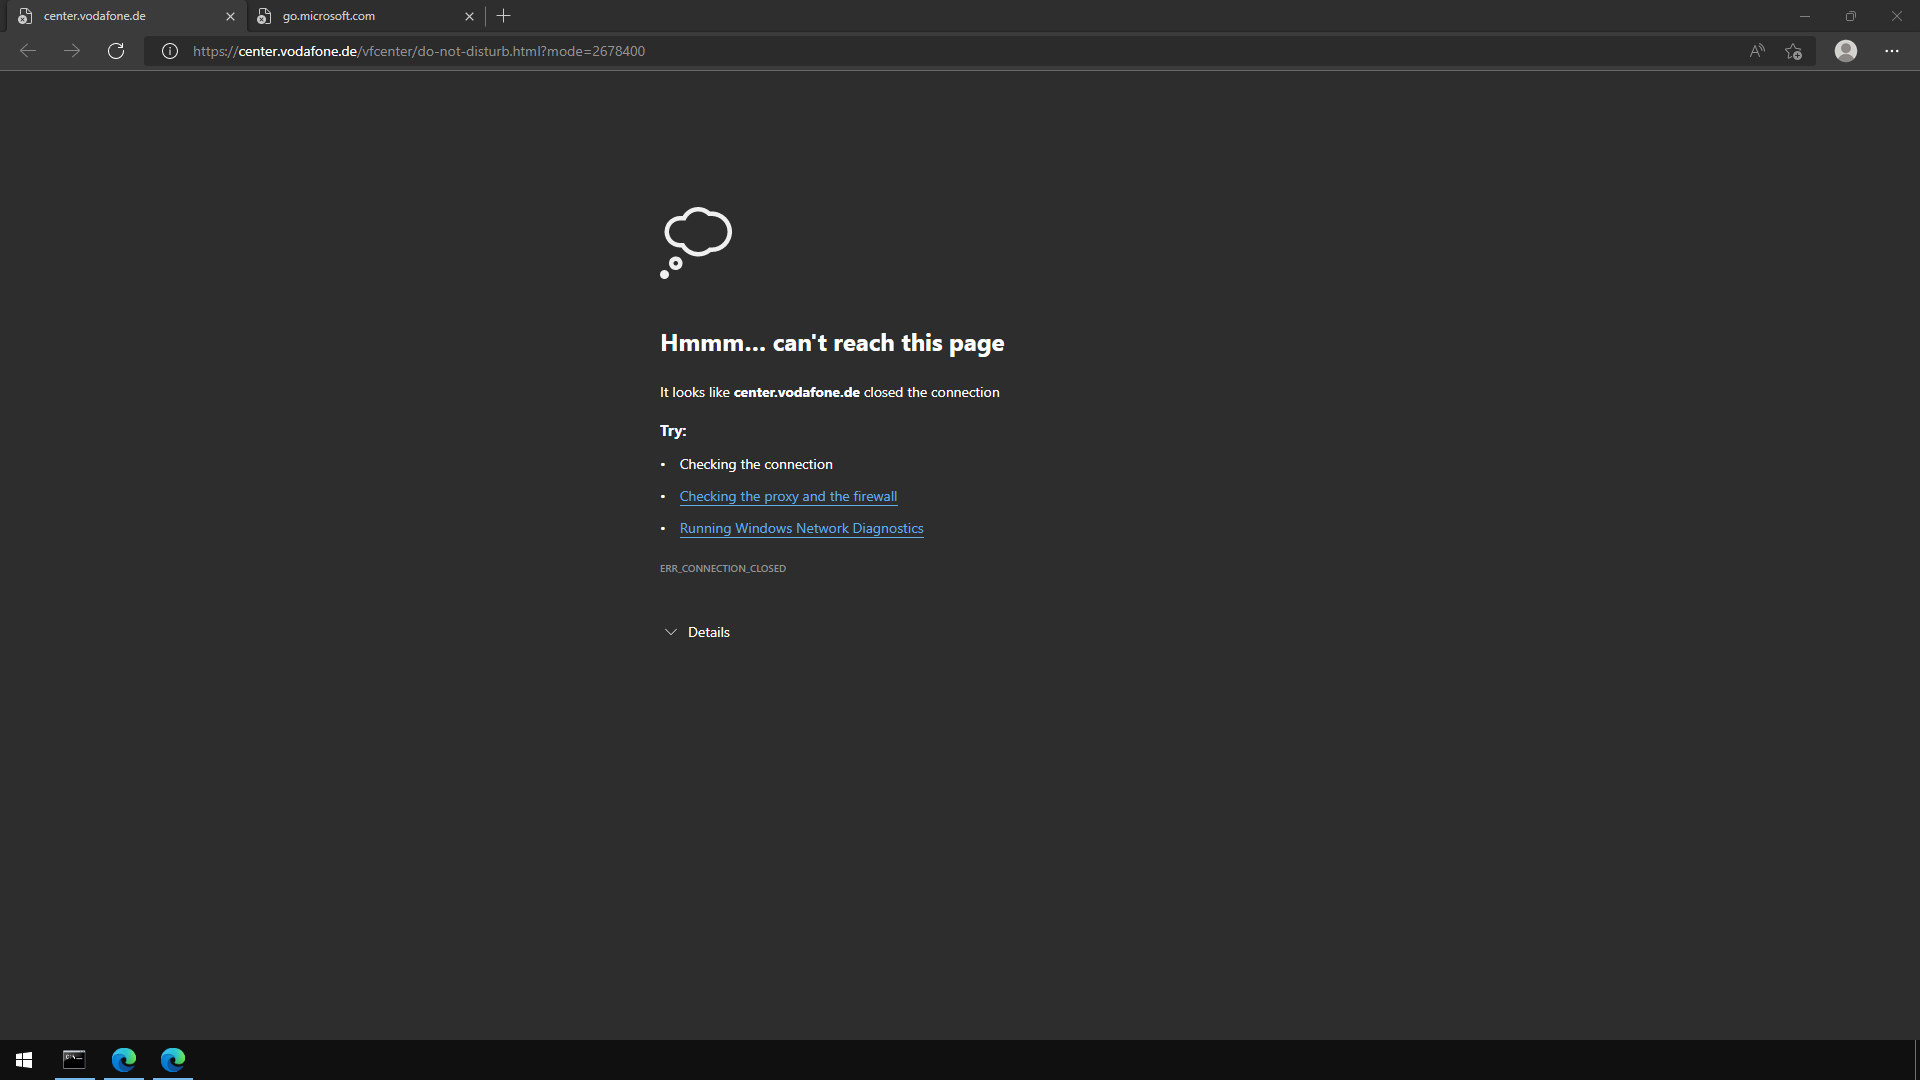 center.vodafone.de
go.microsoft.com
https://center.vodafone.de/vfcenter/do-not-disturb.html?mode=2678400
Hmmm... can't reach this page
It looks like center.vodafone.de closed the connection
Try:
• Checking the connection
• Checking the proxy and the firewall
• Running Windows Network Diagnostics
ERR_CONNECTION_CLOSED
Details